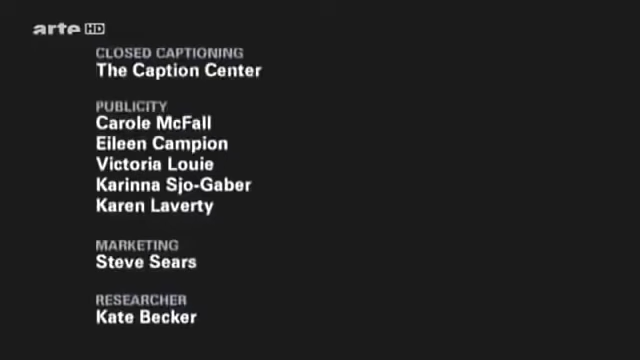 arte HD
CLOSED CAPTIONING
The Caption Center
PUBLICITY
Carole McFall
Eileen Campion
Victoria Louie
Karinna Sjo-Gaber
Karen Laverty
MARKETING
Steve Sears
RESEARCHER
Kate Becker